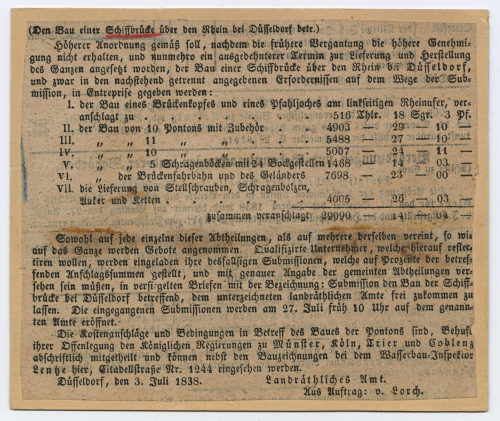 (Den Bau einer Schiffbrücke über den Rhein bei Düsseldorf betr.)
Höherer Anordnung gemäß soll, nachdem die frühere Vergantung die höhere Genehmi-
gung nicht erhalten, und nunmehro ein ausgedehnterer Termin zur Lieferung und Herstellung
des Ganzen angesetzt worden, der Bau einer Schiffbrücke über den Rhein bei Düsseldorf,
und zwar in den nachstehend getrennt angegebenen Erfordernissen auf dem Wege der Sub-
mission, in Entreprise gegeben werden:
I. der Bau eines Brückenkopfes und eines Pfahljoches am linkseitigen Rheinufer, ver-
anschlagt zu . . . . 516 Thlr. 18 Sgr. 3 Pf.
II. der Bau von 10 Pontons mit Zubehör 4903 — 29 — 10 —
III. „ „ 11 „ „ 5488 — 27 — 10 —
IV. „ „ 10 „ „ 5007 — 24 — 11 —
V. „ „ 5 Schragenböcken mit 24 Bockgestellen 1468 — 14 — 03 —
VI. „ der Brückenfahrbahn und des Geländers 7698 — 23 — 00 —
VII. die Lieferung von Stellschrauben, Schragenbolzen,
Anker und Ketten . . . . 4005 — 25 — 03 —
zusammen veranschlagt 29090 — 14 — 04 —
Sowohl auf jede einzelne dieser Abtheilungen, als auf mehrere derselben vereint, so wie
auf das Ganze werden Gebote angenommen. Qualifizirte Unternehmer, welche hierauf reflec-
tiren wollen, werden eingeladen ihre desfallsigen Submissionen, welche auf Prozente der betref-
fenden Anschlagssummen gestellt, und mit genauer Angabe der gemeinten Abtheilungen ver-
sehen sein müssen, in versiegelten Briefen mit der Bezeichnung: Submission den Bau der Schiff-
brücke bei Düsseldorf betreffend, dem unterzeichneten landräthlichen Amte frei zukommen zu
lassen. Die eingegangenen Submissionen werden am 27. Juli früh 10 Uhr auf dem genann-
ten Amte eröffnet.
Die Kostenanschläge und Bedingungen in Betreff des Baues der Pontons sind, Behufs
ihrer Offenlegung den Königlichen Regierungen zu Münster, Köln, Trier und Coblenz
abschriftlich mitgetheilt und können nebst den Bauzeichnungen bei dem Wasserbau-Inspektor
Lentze hier, Citadellstraße Nr. 1244 eingesehen werden.
Düsseldorf, den 3. Juli 1838. Landräthliches Amt.
Aus Auftrag: v. Lorch.